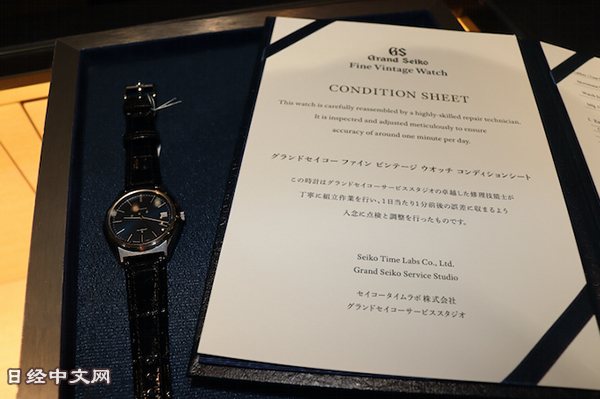 GS
Grand Seiko
Fine Vintage Watch
CONDITION SHEET
This watch is carefully reassembled by a highly-skilled repair technician.
It is inspected and adjusted meticulously to ensure
accuracy of around one minute per day.
グランドセイコー ファイン ビンテージ ウオッチ コンディションシート
この時計はグランドセイコーサービススタジオの卓越した修理技能士が
丁寧に組立作業を行い、1日当たり1分前後の誤差に収まるよう
入念に点検と調整を行ったものです。
Seiko Time Labs Co., Ltd.
Grand Seiko Service Studio
セイコータイムラボ 株式会社
グランドセイコーサービススタジオ
日经中文网